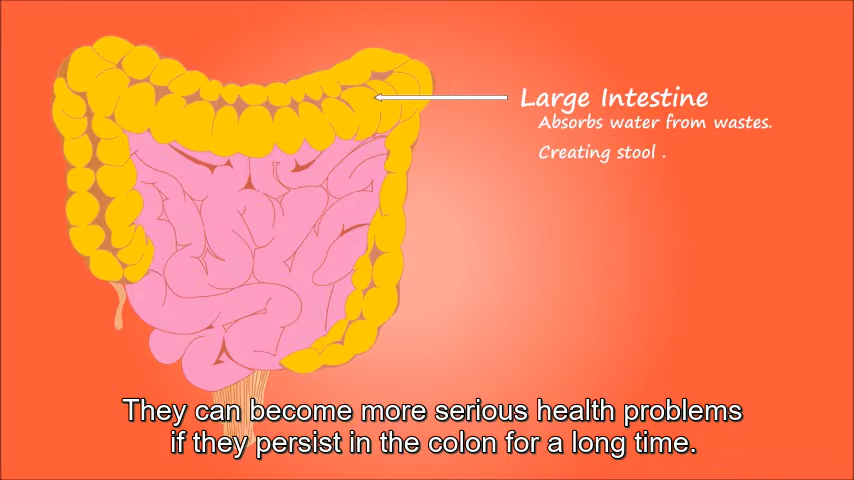 Large Intestine
Absorbs water from wastes.
Creating stool .
They can become more serious health problems
if they persist in the colon for a long time.